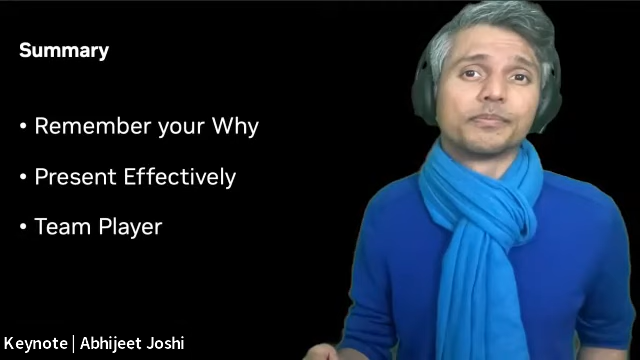 Summary
• Remember your Why
• Present Effectively
• Team Player
Keynote | Abhijeet Joshi